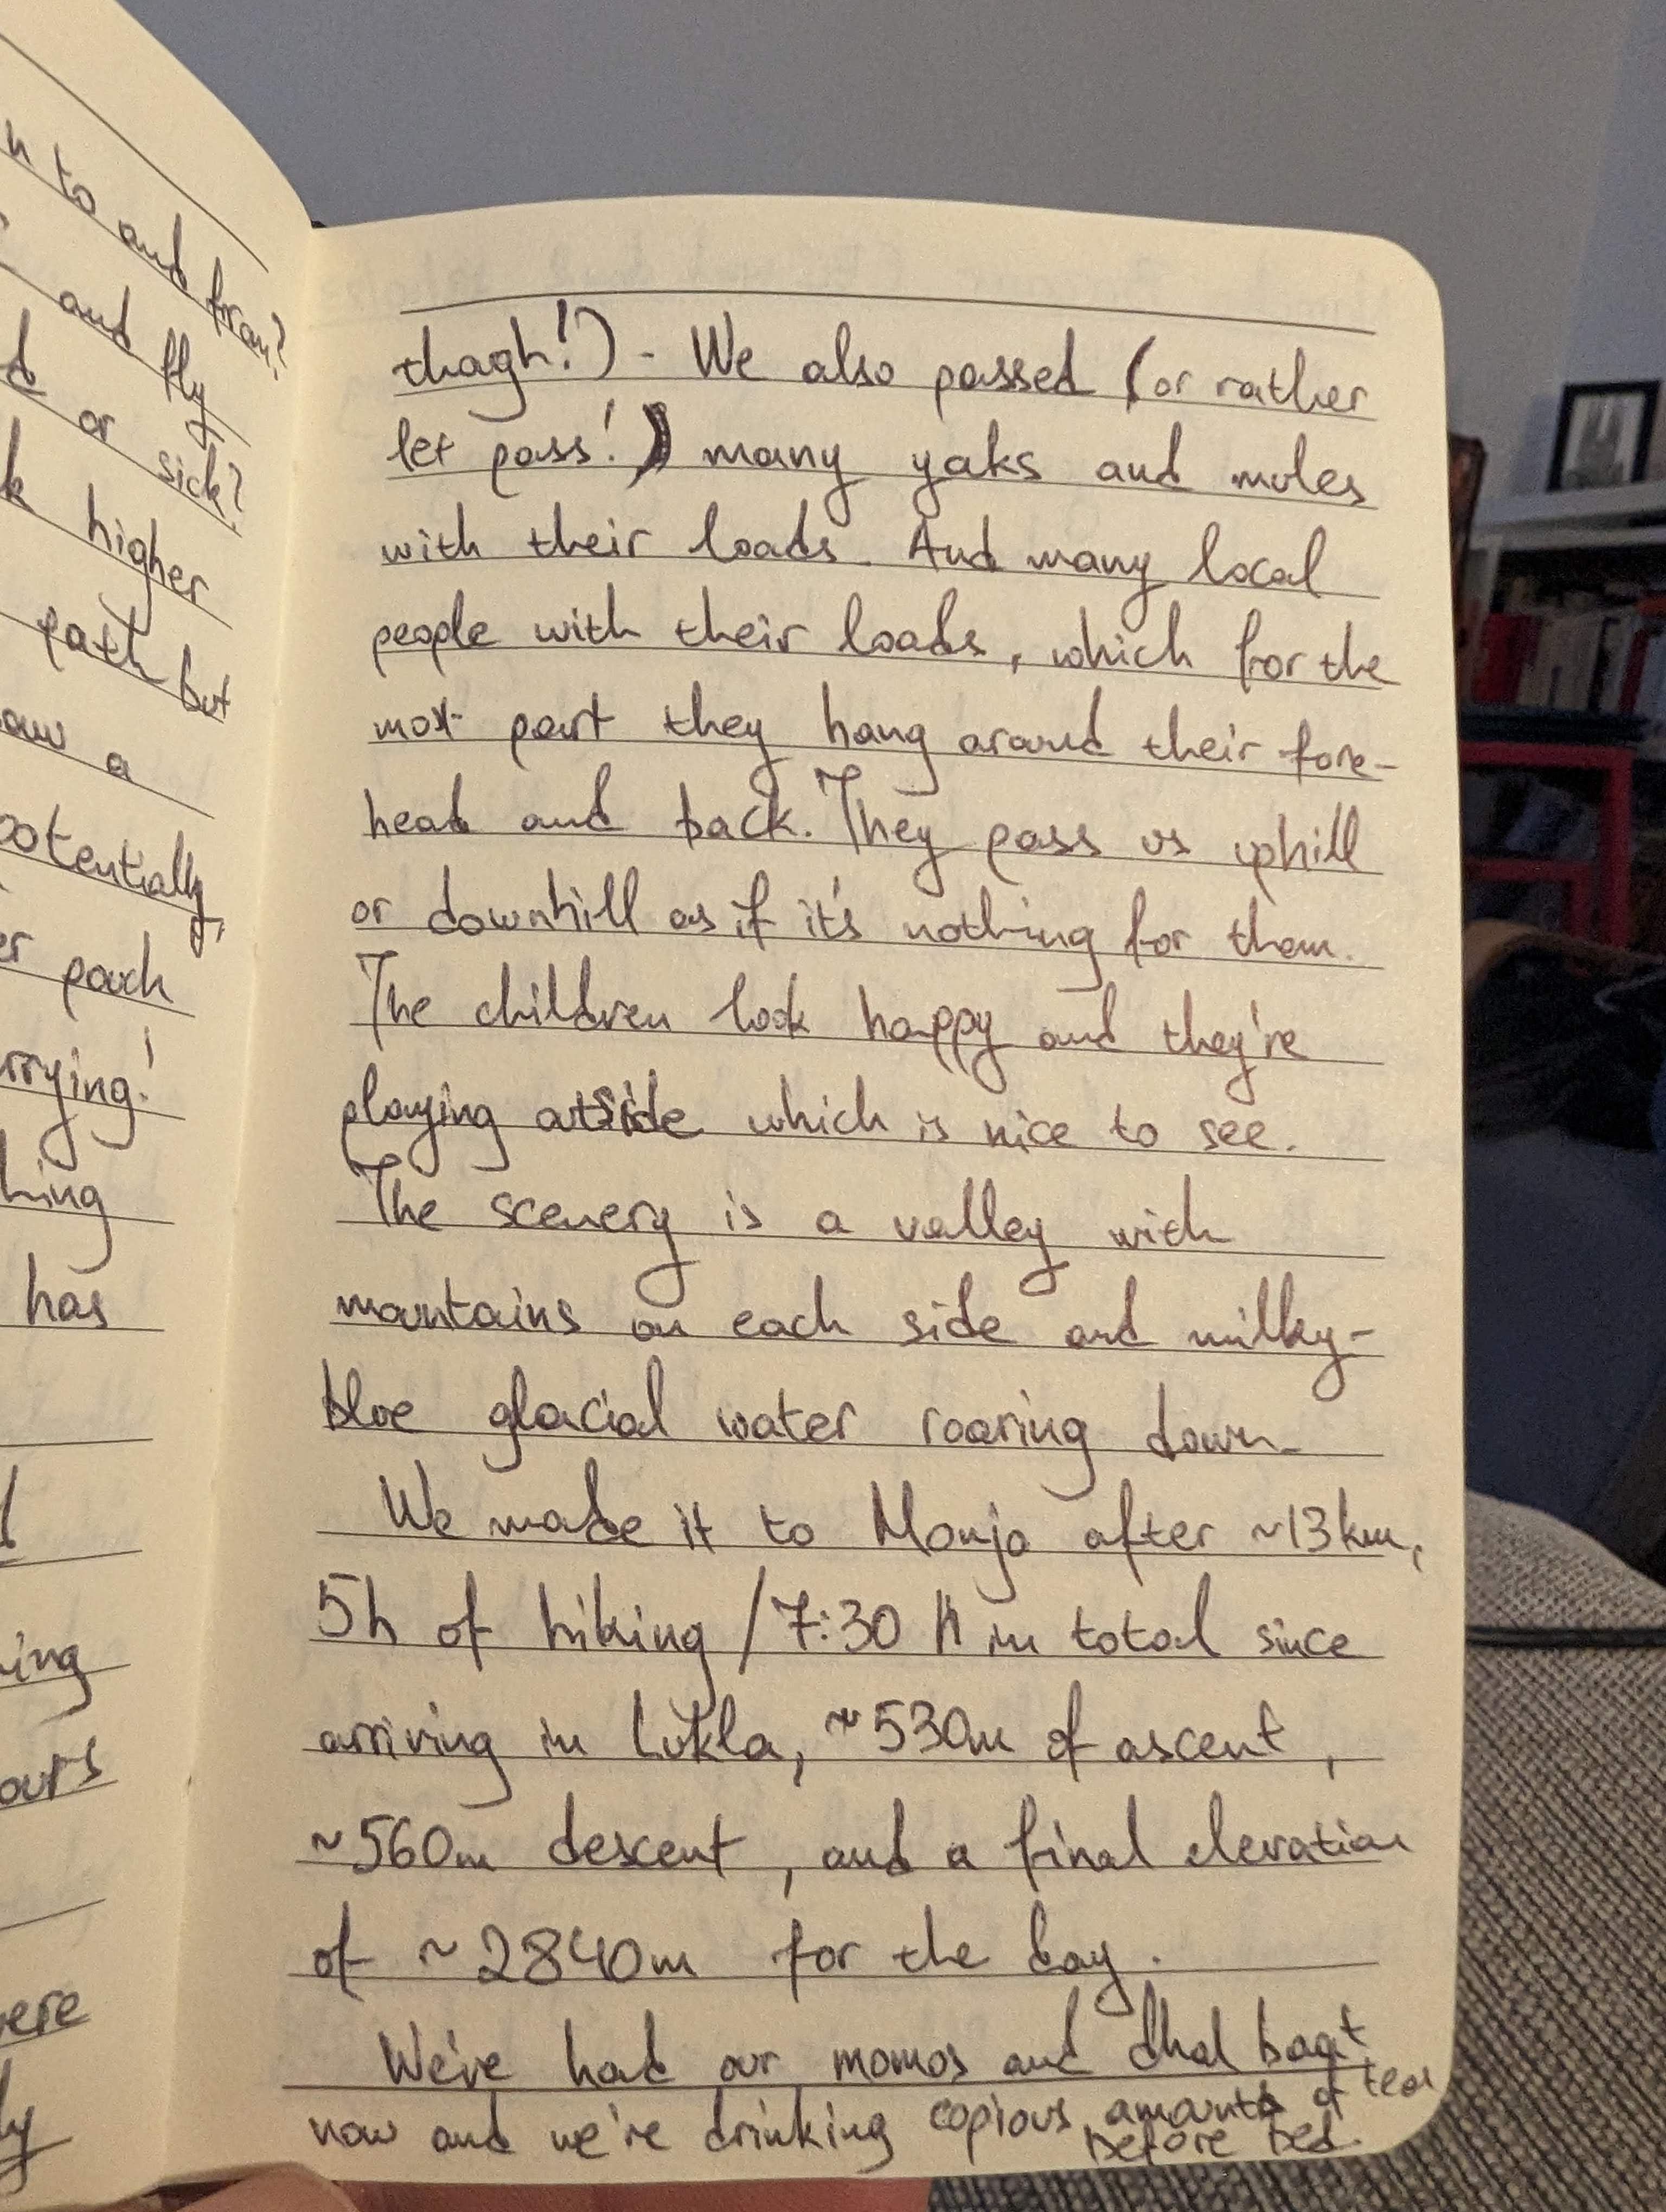 n to and from?
and fly
d or sick?
k higher
path but
aw a
potentially,
er pouch
rrying!
hing
has
ing
ours
ere
ly
though!) - We also passed (or rather
let pass!) many yaks and mules
with their loads. And many local
people with their loads, which for the
most part they hang around their fore-
head and back. They pass us uphill
or downhill as if it's nothing for them.
The children look happy and they're
playing outside which is nice to see.
The scenery is a valley with
mountains on each side and milky-
blue glacial water roaring down.
We made it to Monjo after ~13km,
5h of hiking / 7:30 h in total since
arriving in Lukla, ~530m of ascent,
~560m descent, and a final elevation
of ~2840m for the day.
We've had our momos and dhal baat
now and we're drinking copious amounts of tea
before bed.